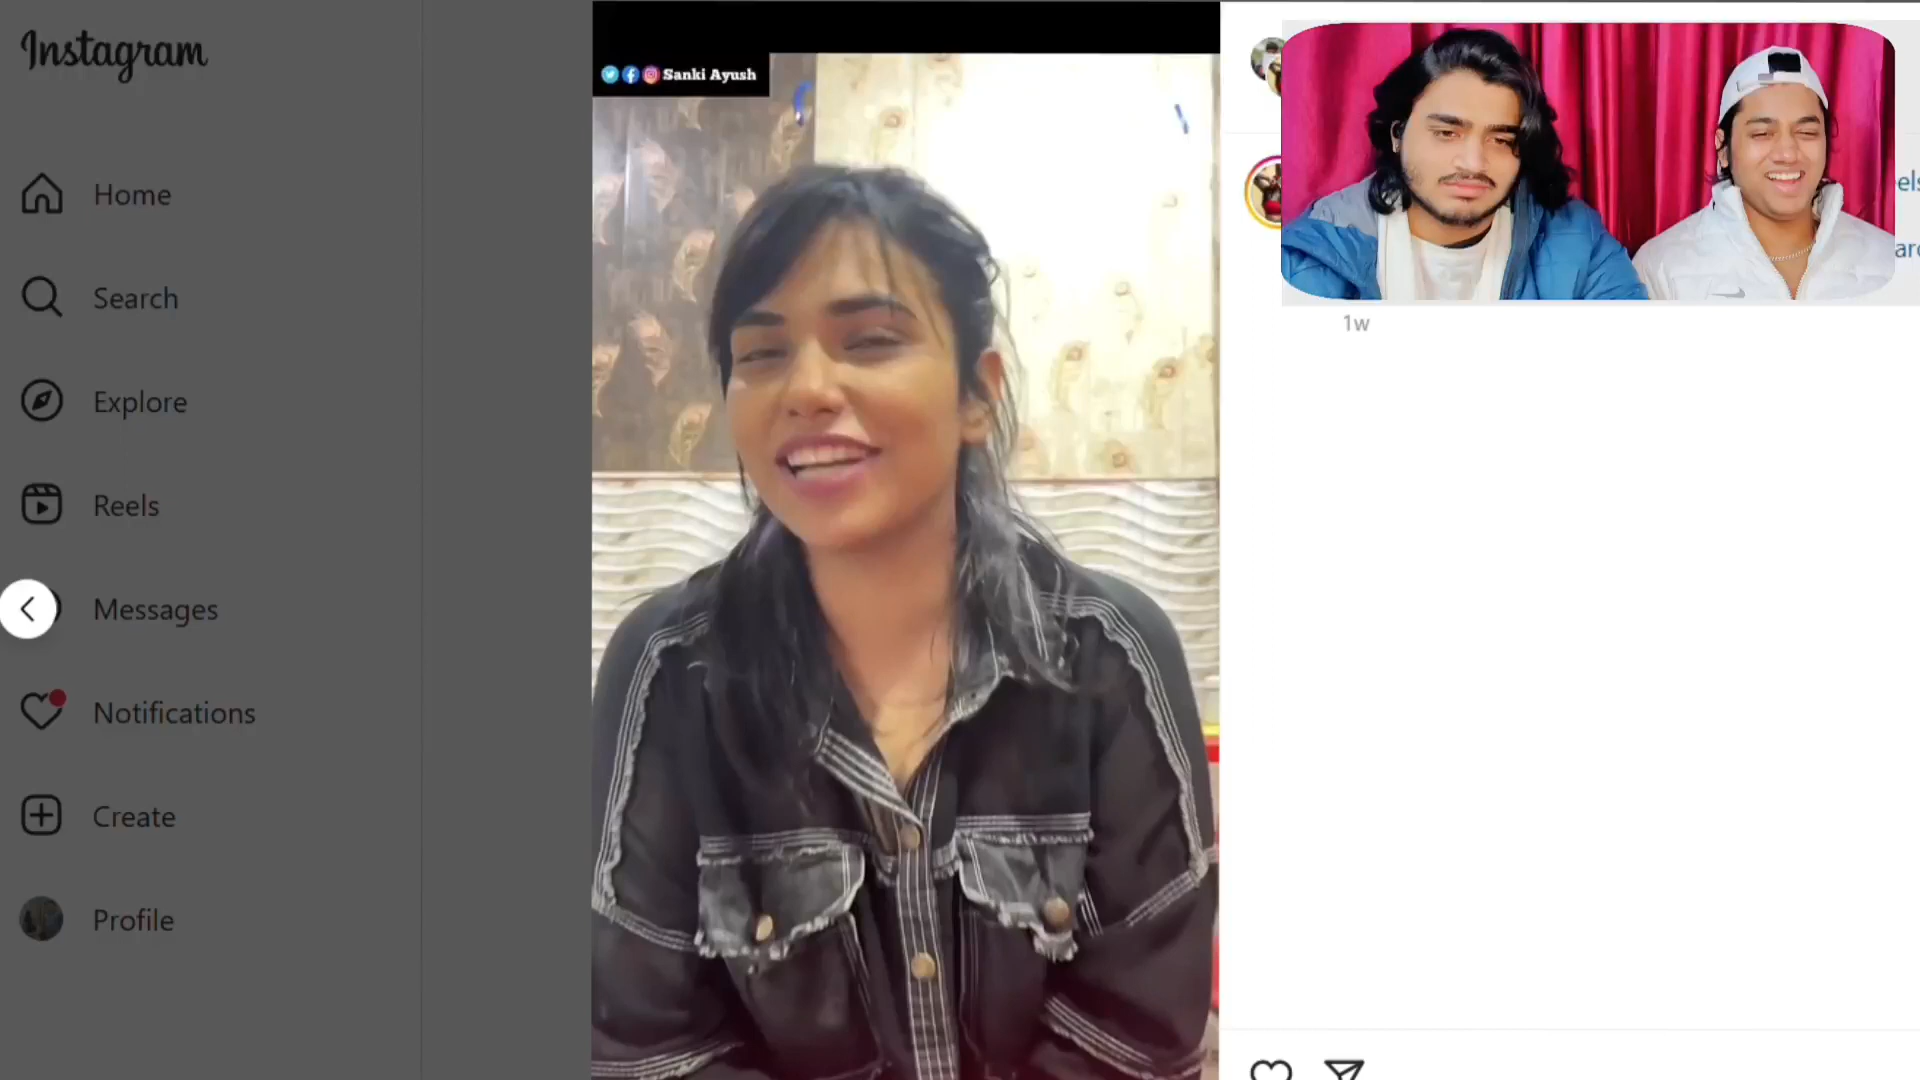 Instagram
Sanki Ayush
Home
Search
Explore
Reels
Messages
Notifications
Create
Profile
1w